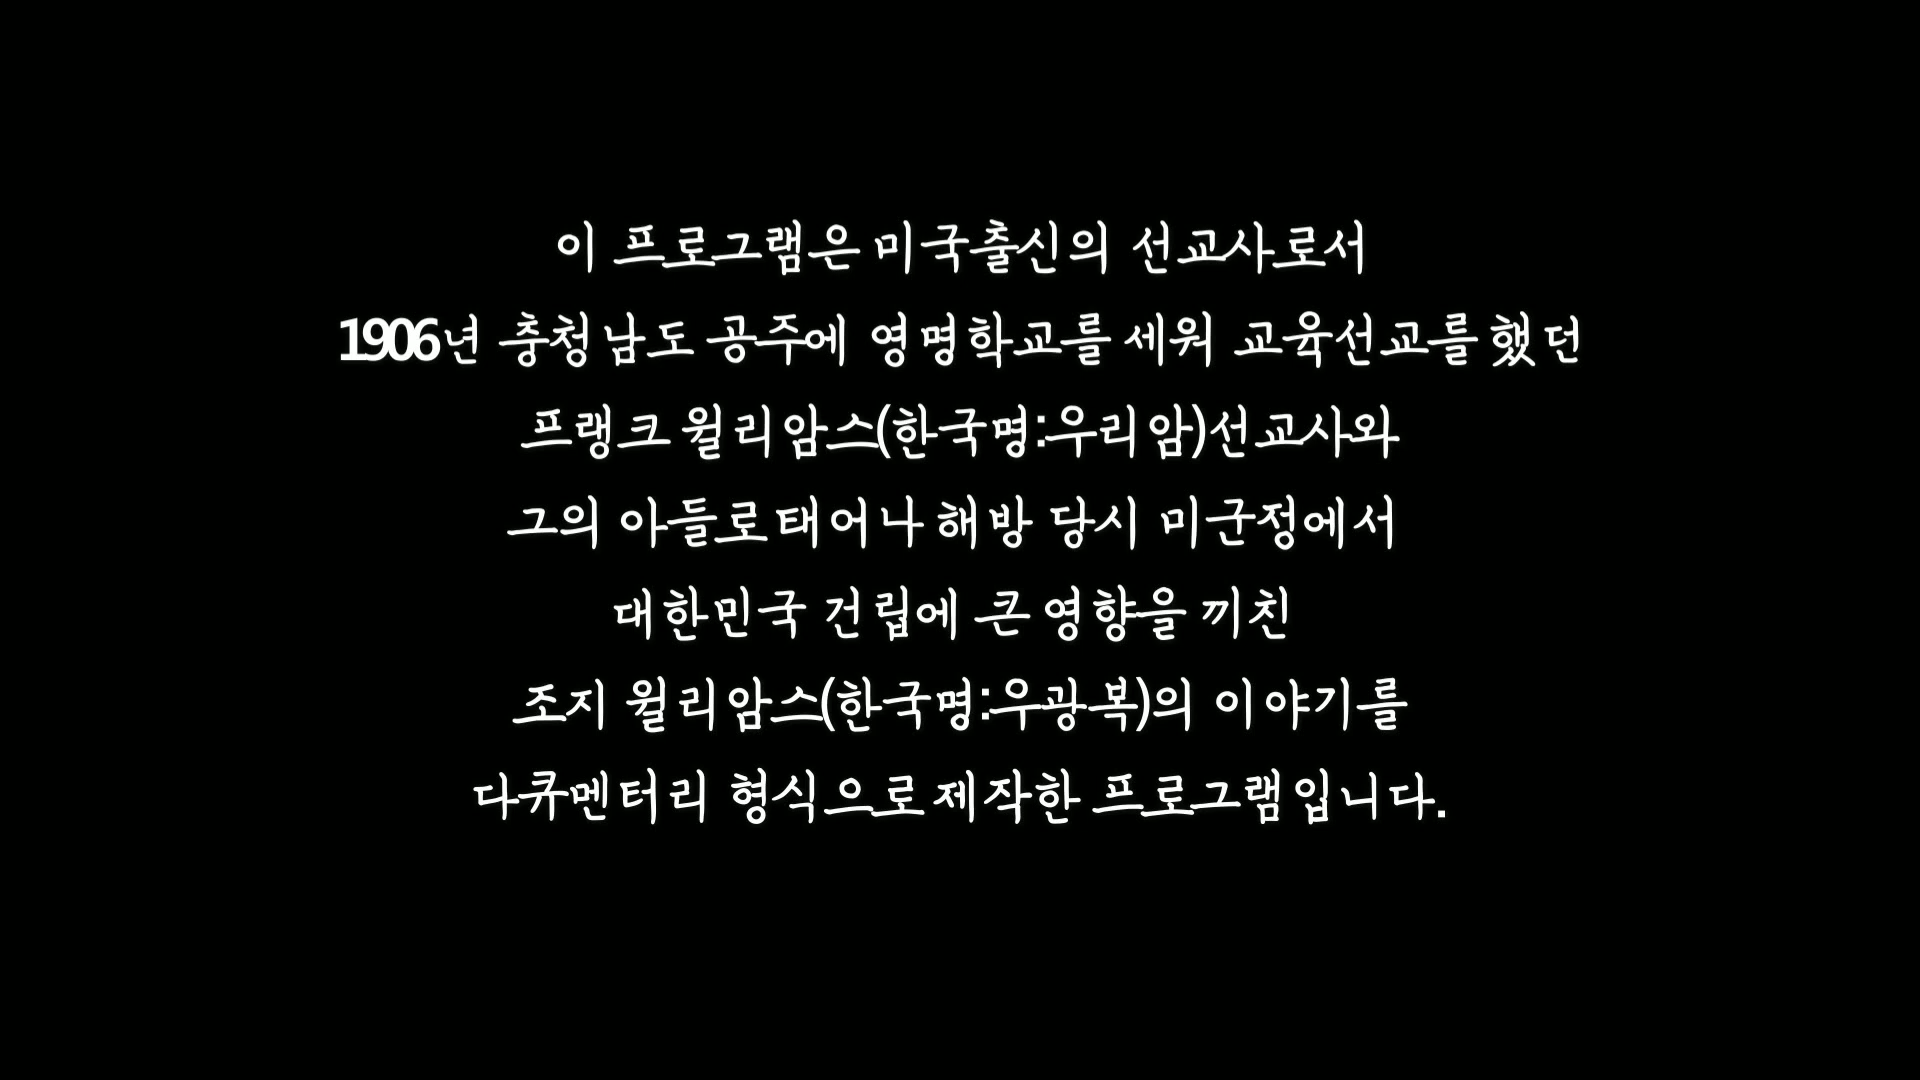 이 프로그램은 미국출신의 선교사로서
1906년 충청남도 공주에 영명학교를 세워 교육선교를 했던
프랭크 윌리암스(한국명:우리암)선교사와
그의 아들로 태어나 해방 당시 미군정에서
대한민국 건립에 큰 영향을 끼친
조지 윌리암스(한국명:우광복)의 이야기를
다큐멘터리 형식으로 제작한 프로그램입니다.